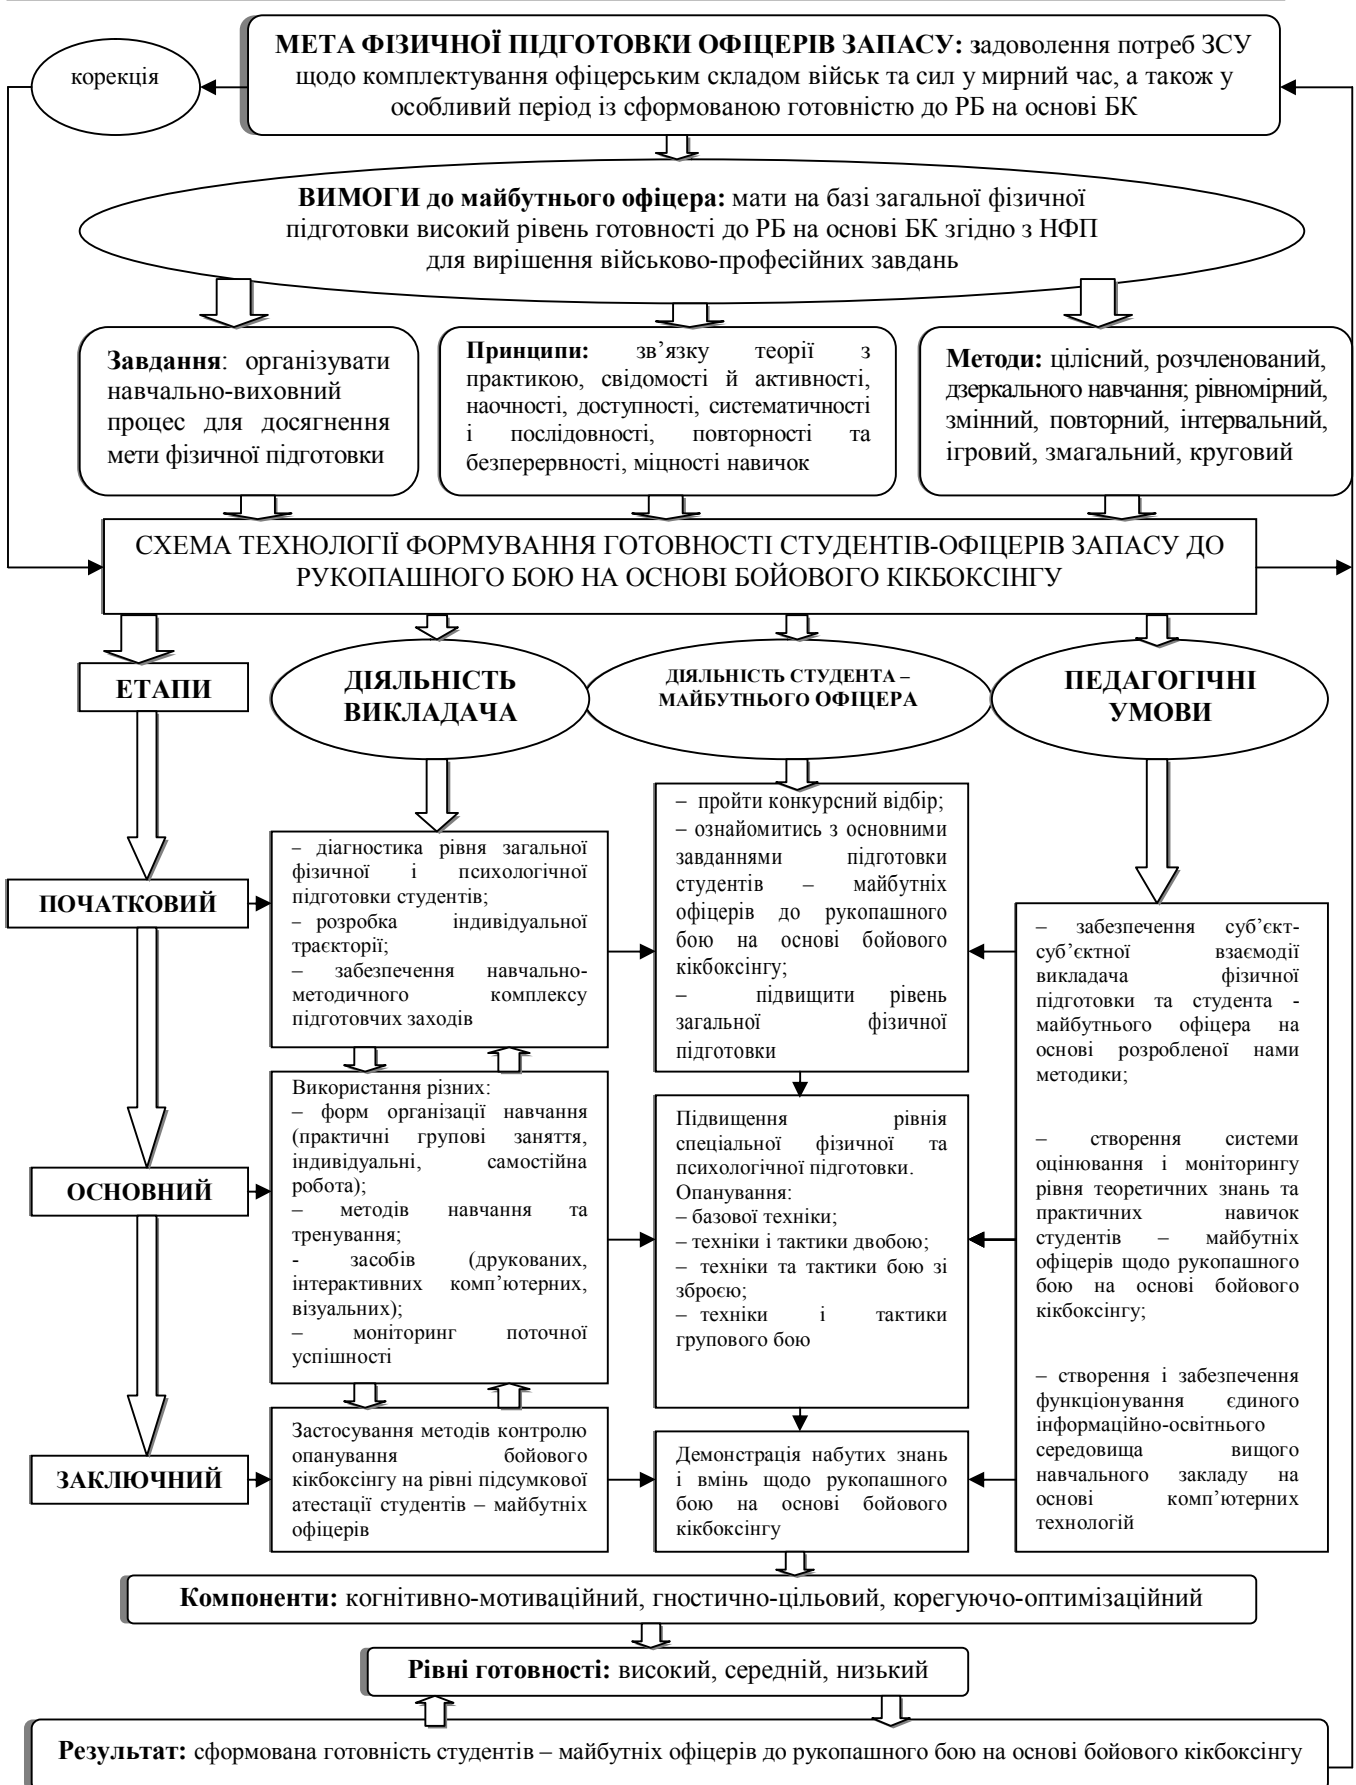 МЕТА ФІЗИЧНОЇ ПІДГОТОВКИ ОФІЦЕРІВ ЗАПАСУ: задоволення потреб ЗСУ
щодо комплектування офіцерським складом військ та сил у мирний час, а також у
особливий період із сформованою готовністю до РБ на основі БК
корекція
ВИМОГИ до майбутнього офіцера: мати на базі загальної фізичної
підготовки високий рівень готовності до РБ на основі БК згідно з НФП
для вирішення військово-професійних завдань
Завдання: організувати
навчально-виховний
процес для досягнення
мети фізичної підготовки
Принципи: зв’язку теорії з
практикою, свідомості й активності,
наочності, доступності, систематичності
і послідовності, повторності та
безперервності, міцності навичок
Методи: цілісний, розчленований,
дзеркального навчання; рівномірний,
змінний, повторний, інтервальний,
ігровий, змагальний, круговий
СХЕМА ТЕХНОЛОГІЇ ФОРМУВАННЯ ГОТОВНОСТІ СТУДЕНТІВ-ОФІЦЕРІВ ЗАПАСУ ДО
РУКОПАШНОГО БОЮ НА ОСНОВІ БОЙОВОГО КІКБОКСІНГУ
ЕТАПИ
ДІЯЛЬНІСТЬ
ВИКЛАДАЧА
ДІЯЛЬНІСТЬ СТУДЕНТА –
МАЙБУТНЬОГО ОФІЦЕРА
ПЕДАГОГІЧНІ
УМОВИ
ПОЧАТКОВИЙ
– діагностика рівня загальної
фізичної і психологічної
підготовки студентів;
– розробка індивідуальної
траєкторії;
– забезпечення навчально-
методичного комплексу
підготовчих заходів
– пройти конкурсний відбір;
– ознайомитись з основними
завданнями підготовки
студентів – майбутніх
офіцерів до рукопашного
бою на основі бойового
кікбоксінгу;
– підвищити рівень
загальної фізичної
підготовки
– забезпечення суб’єкт-
суб’єктної взаємодії
викладача фізичної
підготовки та студента -
майбутнього офіцера на
основі розробленої нами
методики;
– створення системи
оцінювання і моніторингу
рівня теоретичних знань та
практичних навичок
студентів – майбутніх
офіцерів щодо рукопашного
бою на основі бойового
кікбоксінгу;
– створення і забезпечення
функціонування єдиного
інформаційно-освітнього
середовища вищого
навчального закладу на
основі комп’ютерних
технологій
ОСНОВНИЙ
Використання різних:
– форм організації навчання
(практичні групові заняття,
індивідуальні, самостійна
робота);
– методів навчання та
тренування;
- засобів (друкованих,
інтерактивних комп’ютерних,
візуальних);
– моніторинг поточної
успішності
Підвищення рівнія
спеціальної фізичної та
психологічної підготовки.
Опанування:
– базової техніки;
– техніки і тактики двобою;
– техніки та тактики бою зі
зброєю;
– техніки і тактики
групового бою
ЗАКЛЮЧНИЙ
Застосування методів контролю
опанування бойового
кікбоксінгу на рівні підсумкової
атестації студентів – майбутніх
офіцерів
Демонстрація набутих знань
і вмінь щодо рукопашного
бою на основі бойового
кікбоксінгу
Компоненти: когнітивно-мотиваційний, гностично-цільовий, корегуючо-оптимізаційний
Рівні готовності: високий, середній, низький
Результат: сформована готовність студентів – майбутніх офіцерів до рукопашного бою на основі бойового кікбоксінгу